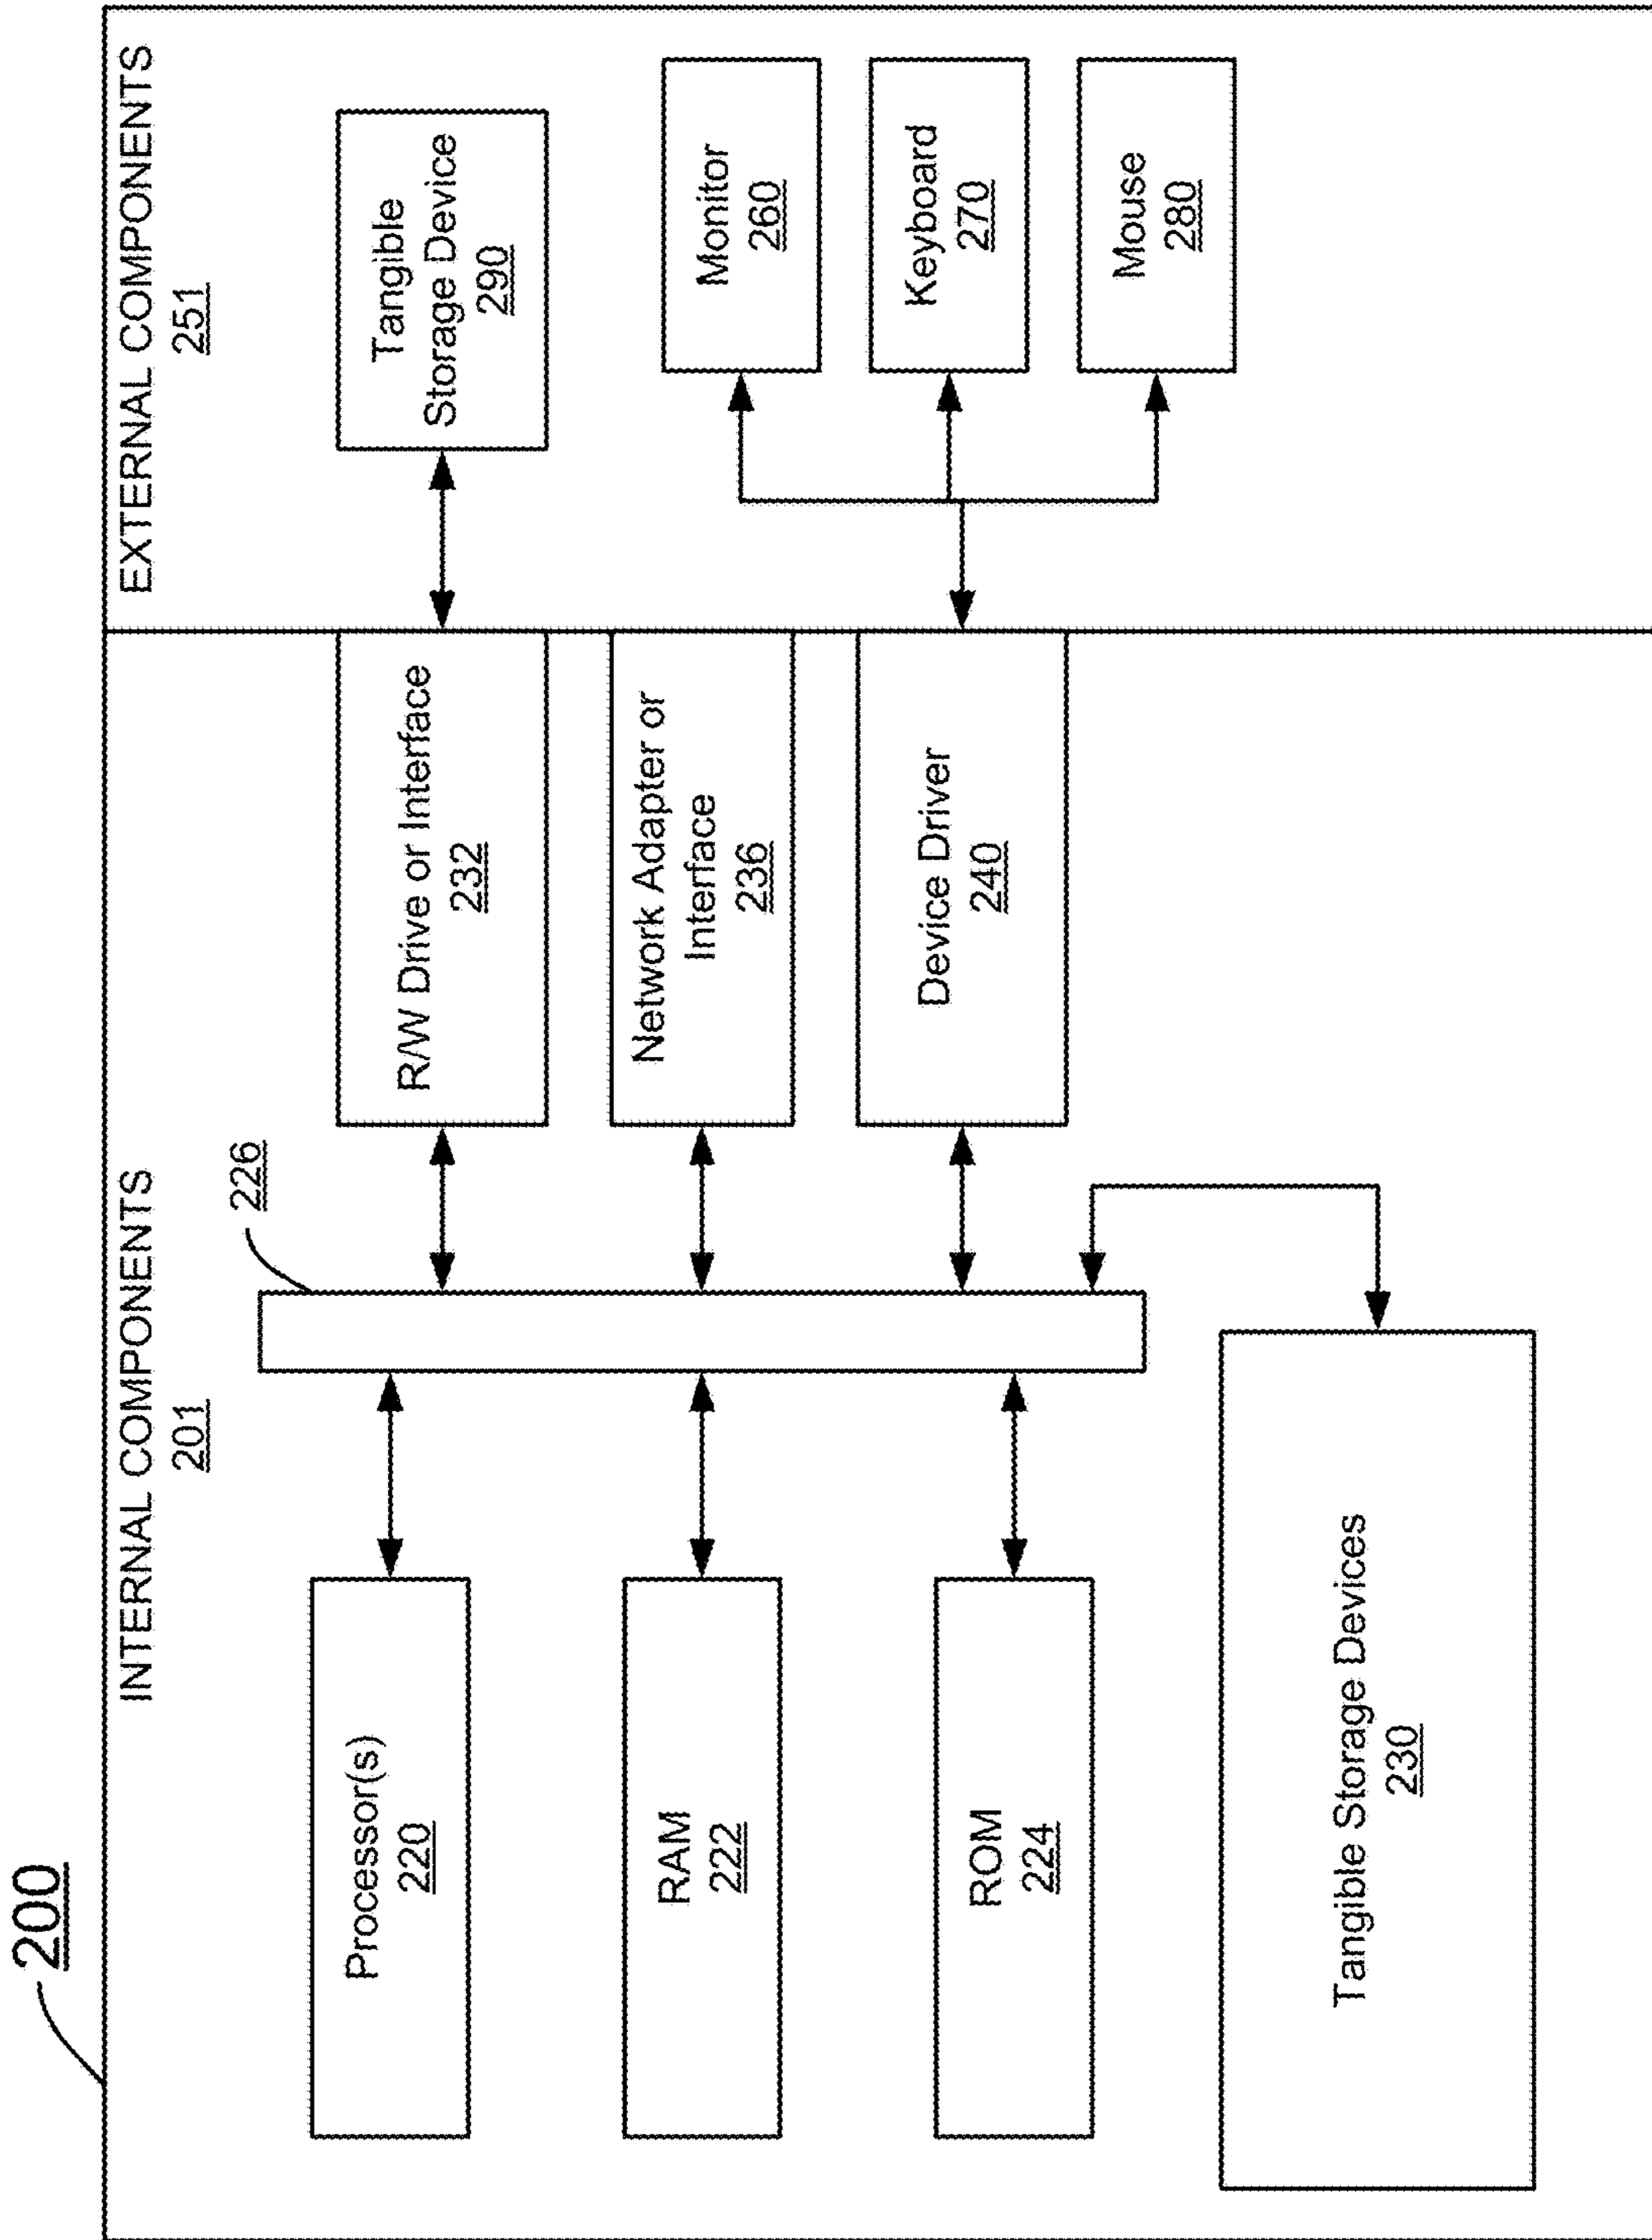 200
INTERNAL COMPONENTS
201
EXTERNAL COMPONENTS
251
226
Processor(s)
220
RAM
222
ROM
224
Tangible Storage Devices
230
R/W Drive or Interface
232
Network Adapter or
Interface
236
Device Driver
240
Tangible
Storage Device
290
Monitor
260
Keyboard
270
Mouse
280